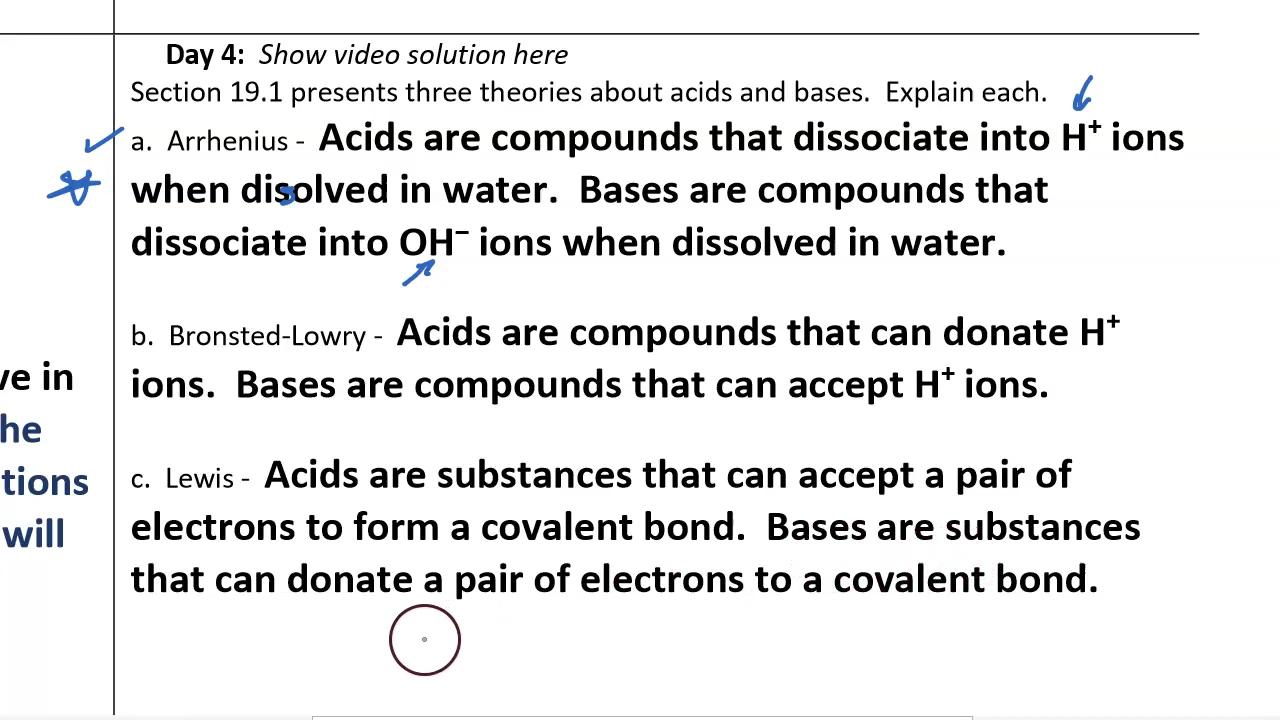 Day 4: Show video solution here
Section 19.1 presents three theories about acids and bases. Explain each.
a. Arrhenius - Acids are compounds that dissociate into H⁺ ions
when disolved in water. Bases are compounds that
dissociate into OH⁻ ions when dissolved in water.
b. Bronsted-Lowry - Acids are compounds that can donate H⁺
ions. Bases are compounds that can accept H⁺ ions.
c. Lewis - Acids are substances that can accept a pair of
electrons to form a covalent bond. Bases are substances
that can donate a pair of electrons to a covalent bond.
ve in
he
tions
will